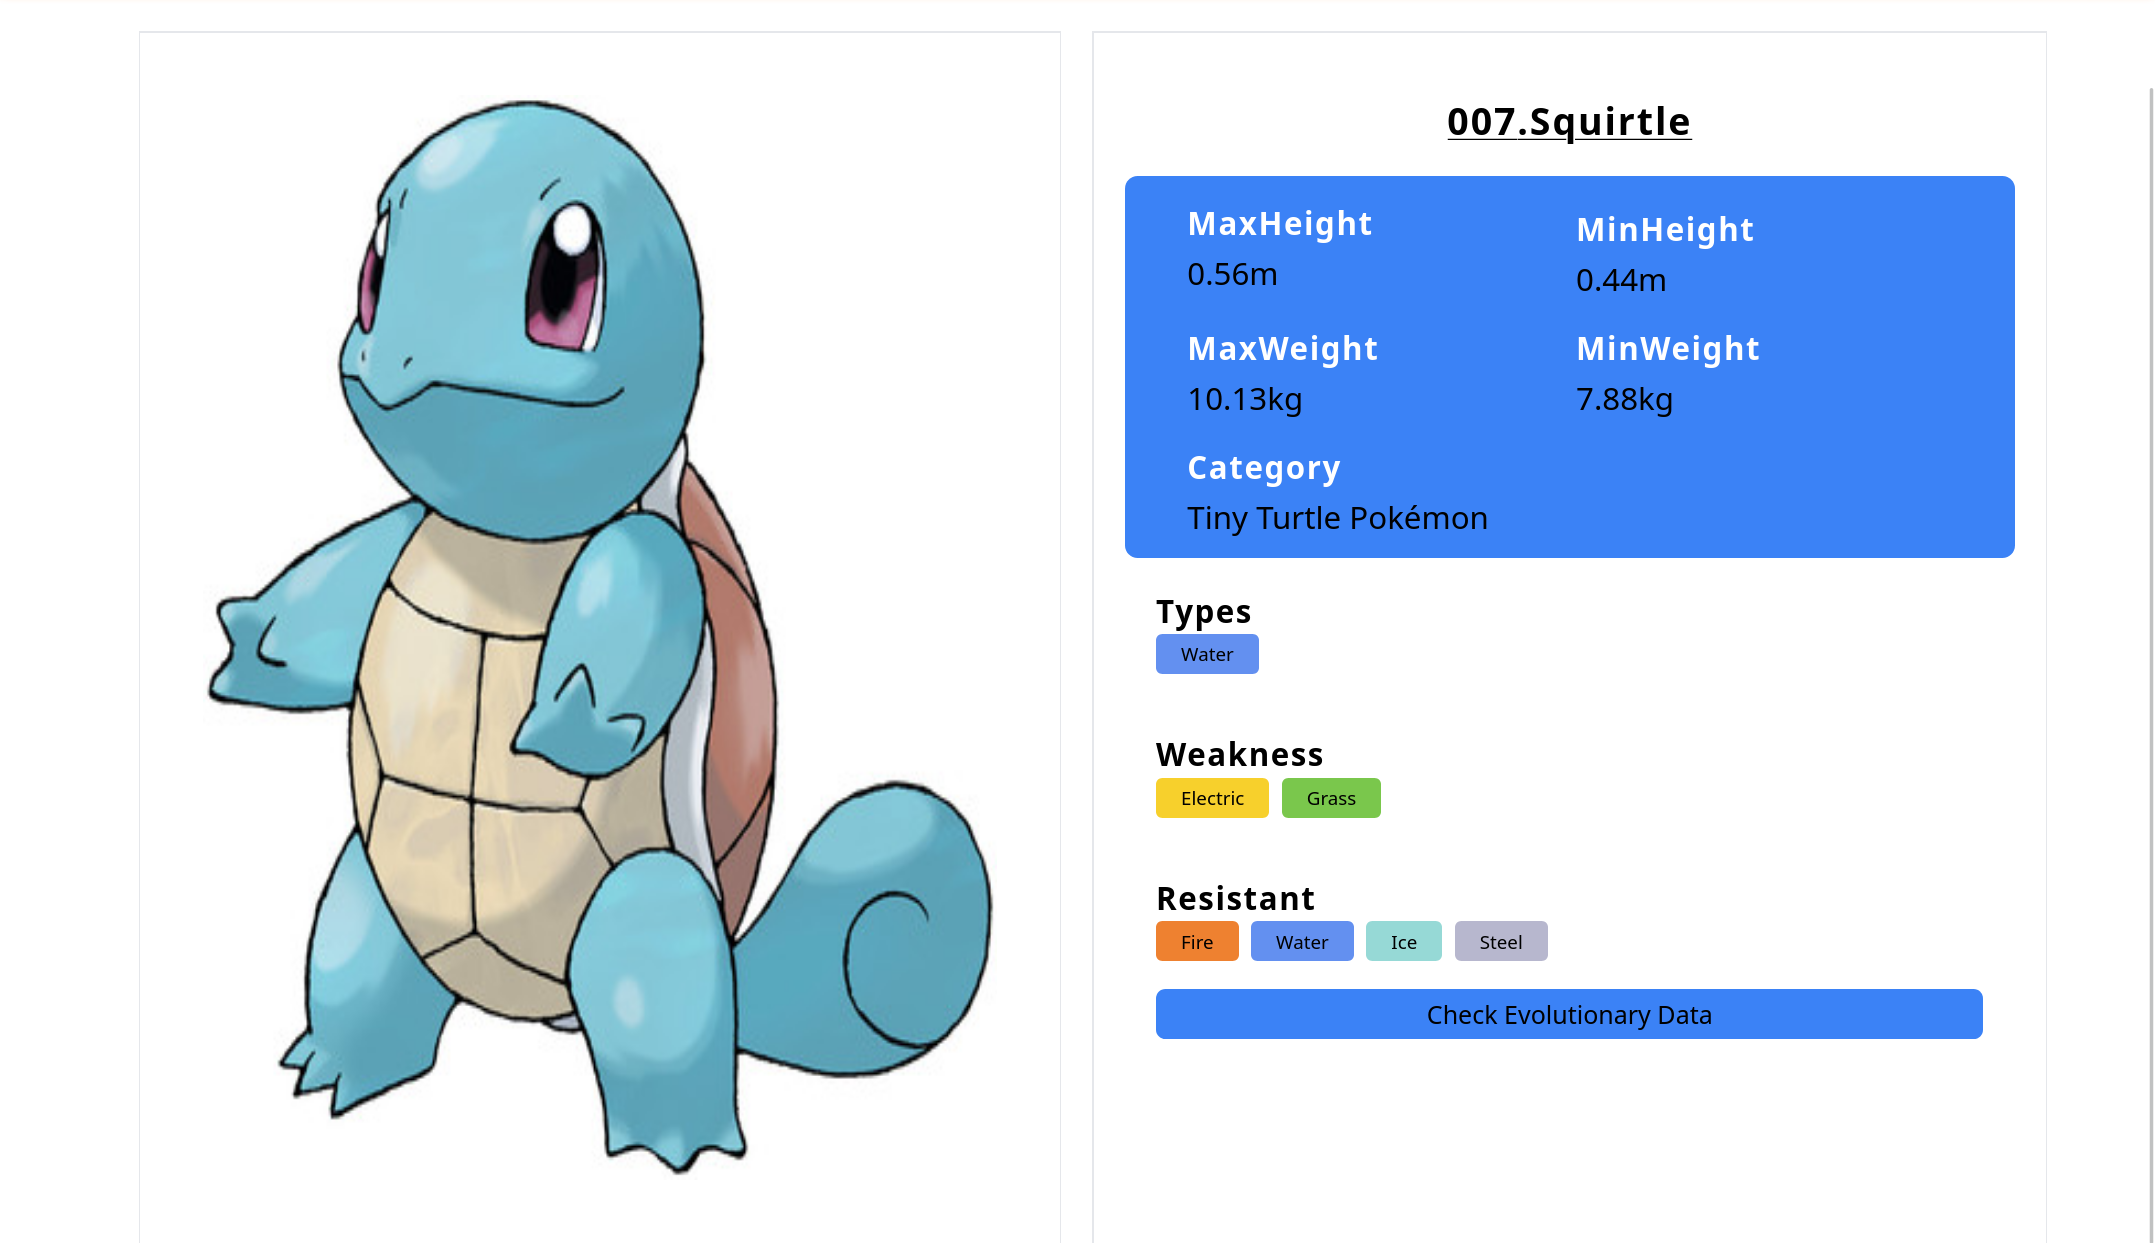 007.Squirtle
MaxHeight
0.56m
MinHeight
0.44m
MaxWeight
10.13kg
MinWeight
7.88kg
Category
Tiny Turtle Pokémon
Types
Water
Weakness
Electric Grass
Resistant
Fire Water Ice Steel
Check Evolutionary Data